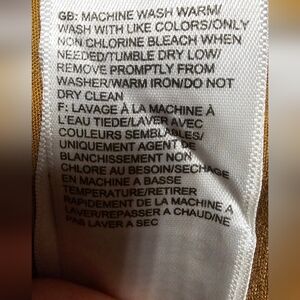 GB: MACHINE WASH WARM/
WASH WITH LIKE COLORS/ONLY
NON CHLORINE BLEACH WHEN
NEEDED/TUMBLE DRY LOW/
REMOVE PROMPTLY FROM
WASHER/WARM IRON/DO NOT
DRY CLEAN
F: LAVAGE À LA MACHINE À
L'EAU TIEDE/LAVER AVEC
COULEURS SEMBLABLES/
UNIQUEMENT AGENT DE
BLANCHISSEMENT NON
CHLORE AU BESOIN/SECHAGE
EN MACHINE A BASSE
TEMPERATURE/RETIRER
RAPIDEMENT DE LA MACHINE A
LAVER/REPASSER A CHAUD/NE
PAS LAVER A SEC